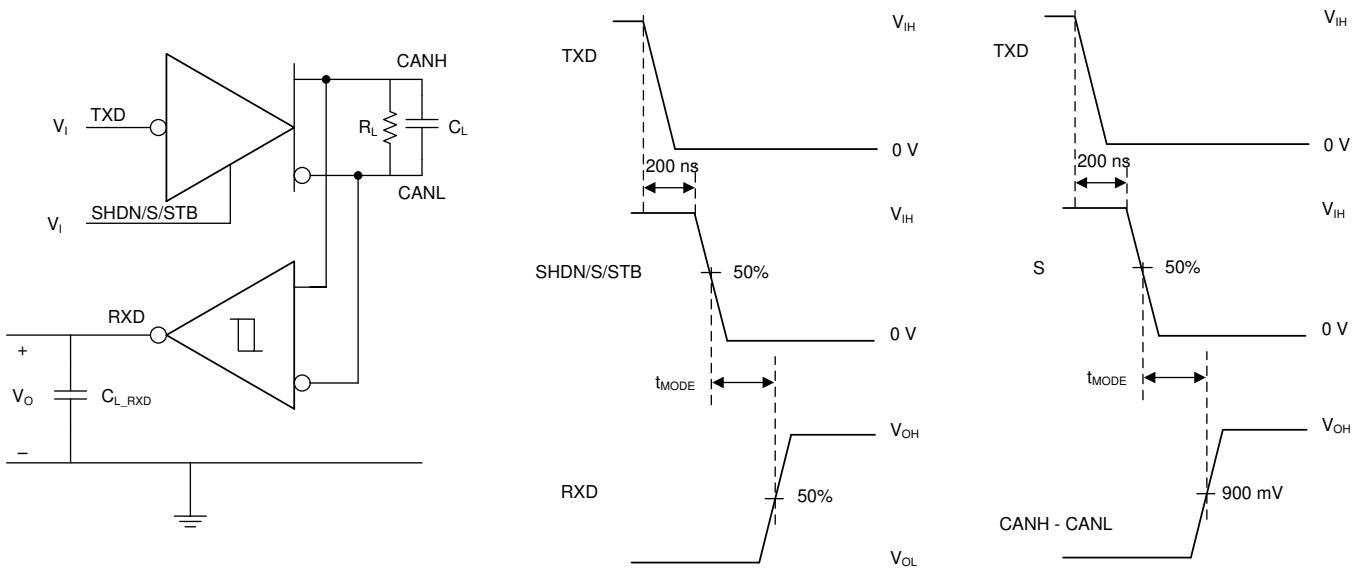 CANH
TXD
V_I
R_L
C_L
CANL
SHDN/S/STB
V_I
RXD
+
V_O
C_L_RXD
–
V_IH
TXD
0 V
200 ns
V_IH
SHDN/S/STB
50%
0 V
t_MODE
V_OH
RXD
50%
V_OL
V_IH
TXD
0 V
200 ns
V_IH
S
50%
0 V
t_MODE
V_OH
900 mV
CANH - CANL